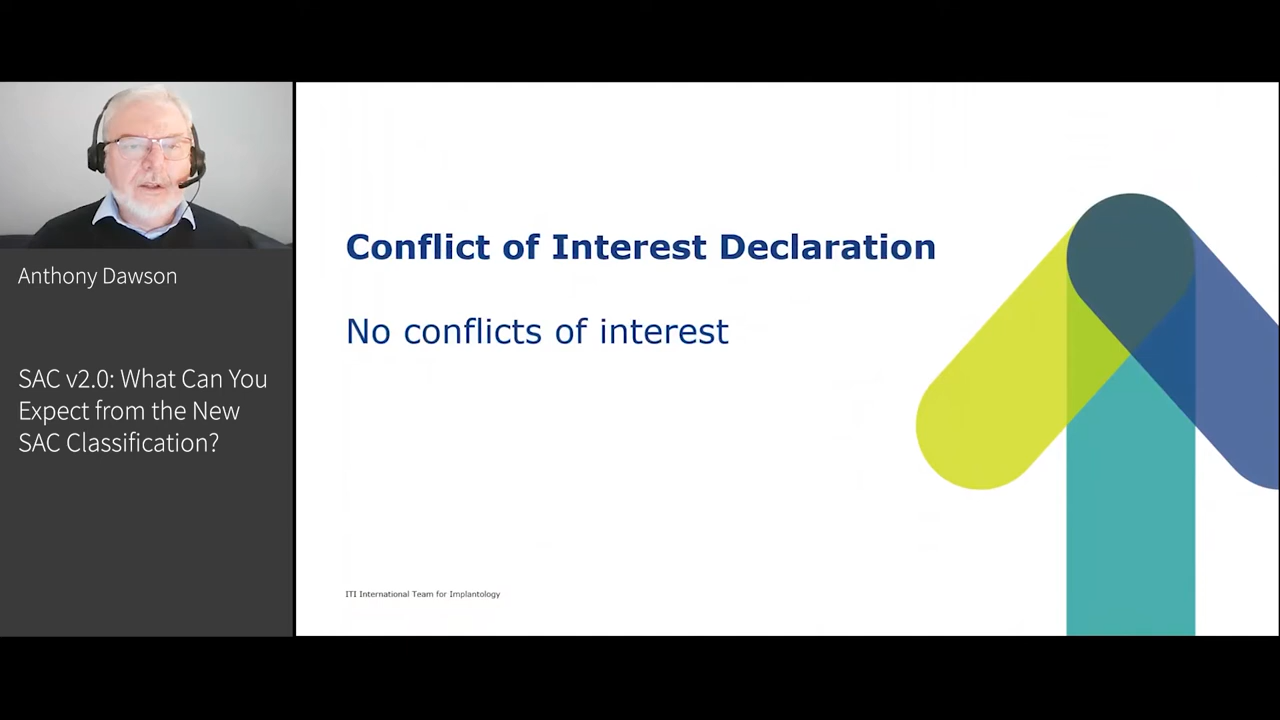 Anthony Dawson
SAC v2.0: What Can You
Expect from the New
SAC Classification?
Conflict of Interest Declaration
No conflicts of interest
ITI International Team for Implantology